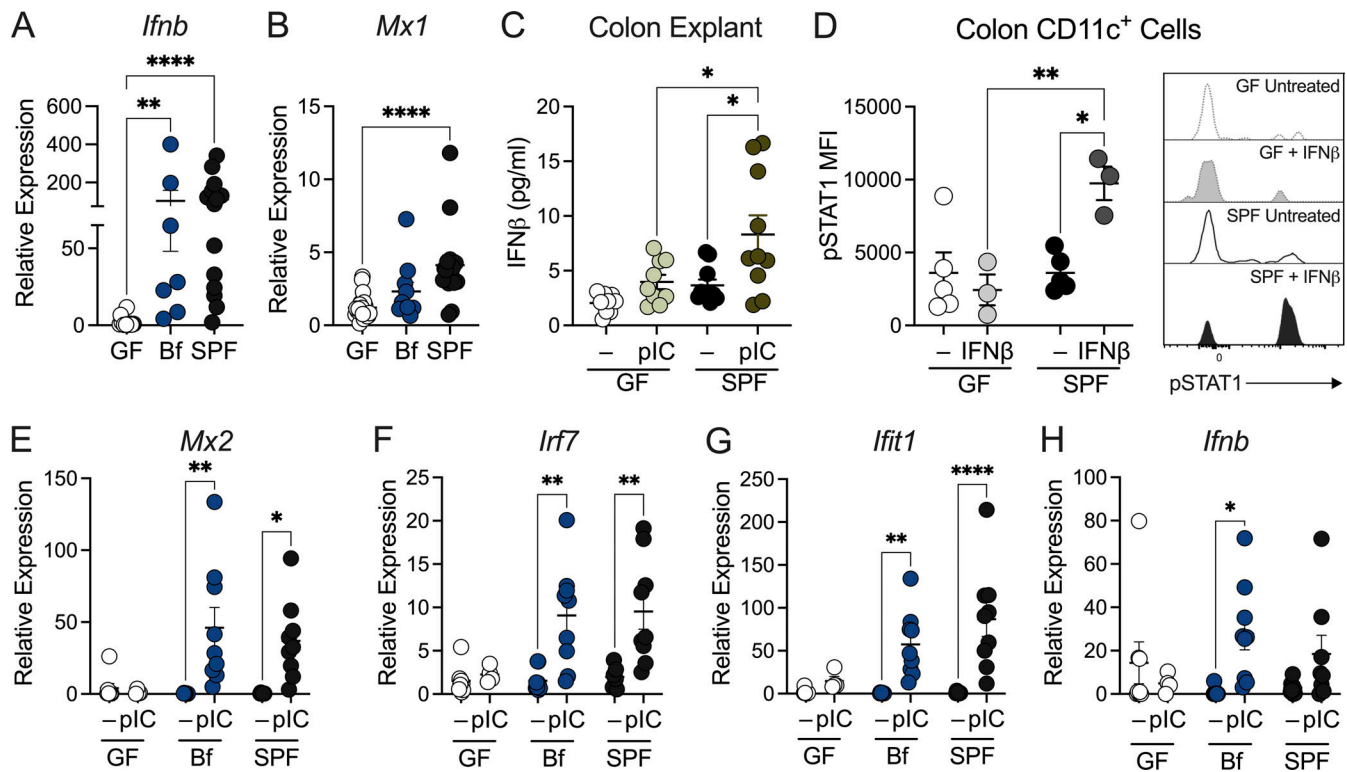 A
Ifnb
****
**
Relative Expression
600
400
200
50
0
GF Bf SPF
B
Mx1
****
Relative Expression
15
10
5
0
GF Bf SPF
C
Colon Explant
*
*
IFNβ (pg/ml)
20
15
10
5
0
– pIC – pIC
GF SPF
D
Colon CD11c+ Cells
**
*
pSTAT1 MFI
15000
10000
5000
0
– IFNβ – IFNβ
GF SPF
GF Untreated
GF + IFNβ
SPF Untreated
SPF + IFNβ
0
pSTAT1
E
Mx2
**
*
Relative Expression
150
100
50
0
–pIC –pIC –pIC
GF Bf SPF
F
Irf7
** **
Relative Expression
25
20
15
10
5
0
–pIC –pIC –pIC
GF Bf SPF
G
Ifit1
****
**
Relative Expression
250
200
150
100
50
0
–pIC –pIC –pIC
GF Bf SPF
H
Ifnb
*
Relative Expression
100
80
60
40
20
0
–pIC –pIC –pIC
GF Bf SPF